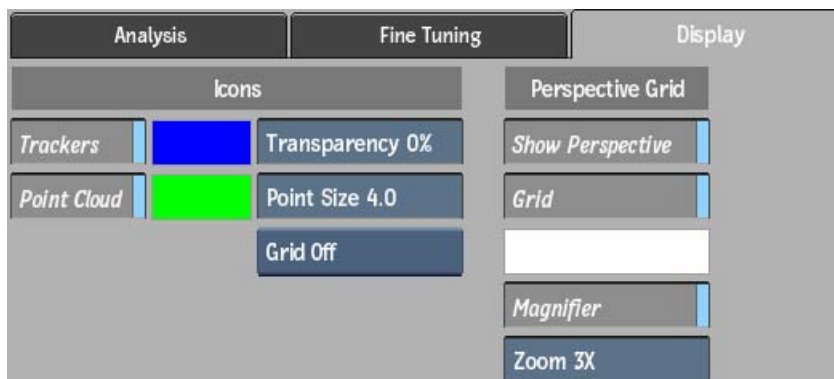 Analysis Fine Tuning Display
Icons Perspective Grid
Trackers Transparency 0% Show Perspective
Point Cloud Point Size 4.0 Grid
Grid Off
Magnifier
Zoom 3X